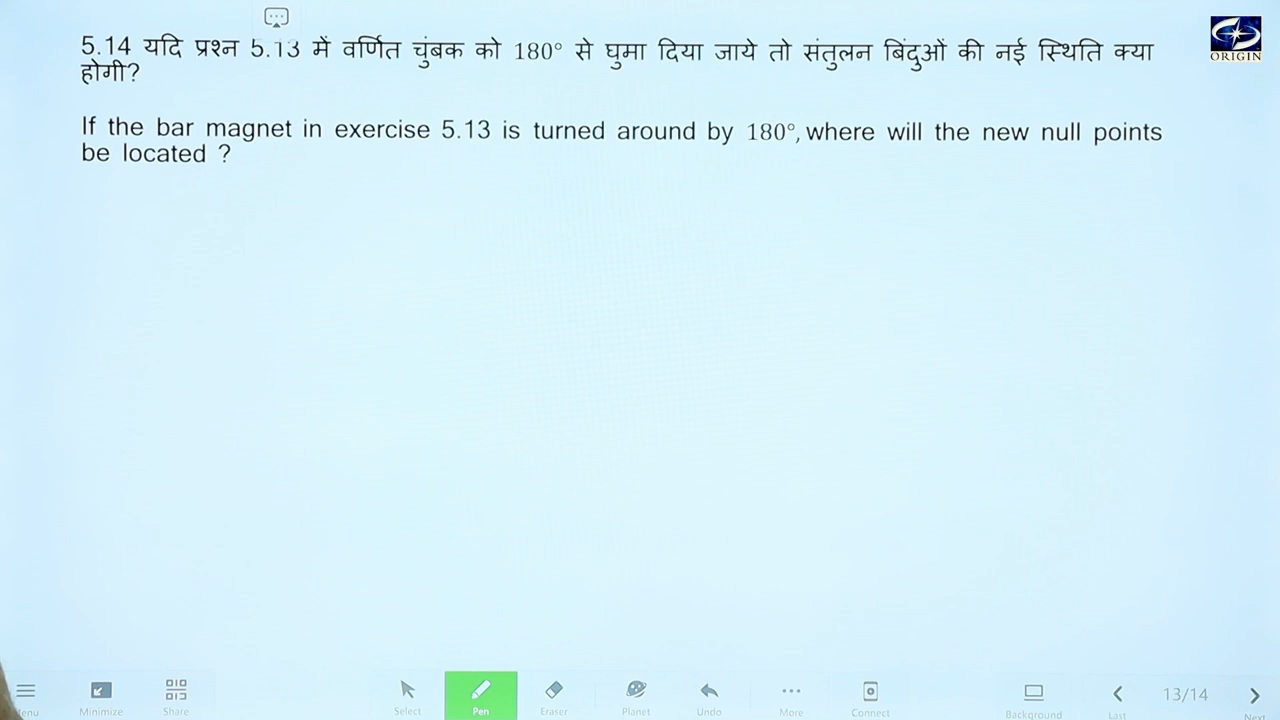 5.14 यदि प्रश्न 5.13 में वर्णित चुंबक को 180° से घुमा दिया जाये तो संतुलन बिंदुओं की नई स्थिति क्या
होगी?
If the bar magnet in exercise 5.13 is turned around by 180°, where will the new null points
be located ?
ORIGIN
enu Minimize Share Select Pen Eraser Planet Undo More Connect Background Last 13/14 Next